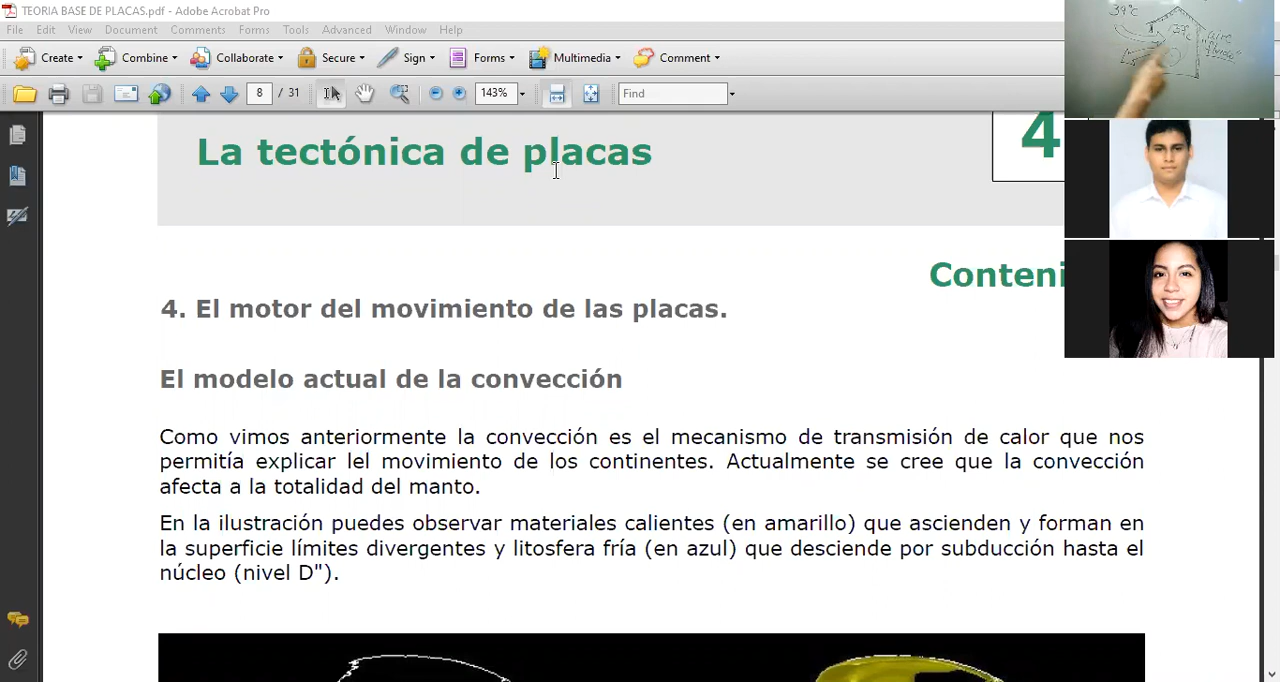 TEORIA BASE DE PLACAS.pdf - Adobe Acrobat Pro
File Edit View Document Comments Forms Tools Advanced Window Help
Create Combine Collaborate Secure Sign Forms Multimedia Comment
8 / 31 143% Find
39°C
La tectónica de placas
4
Conteni
4. El motor del movimiento de las placas.
El modelo actual de la convección
Como vimos anteriormente la convección es el mecanismo de transmisión de calor que nos
permitía explicar lel movimiento de los continentes. Actualmente se cree que la convección
afecta a la totalidad del manto.
En la ilustración puedes observar materiales calientes (en amarillo) que ascienden y forman en
la superficie límites divergentes y litosfera fría (en azul) que desciende por subducción hasta el
núcleo (nivel D").